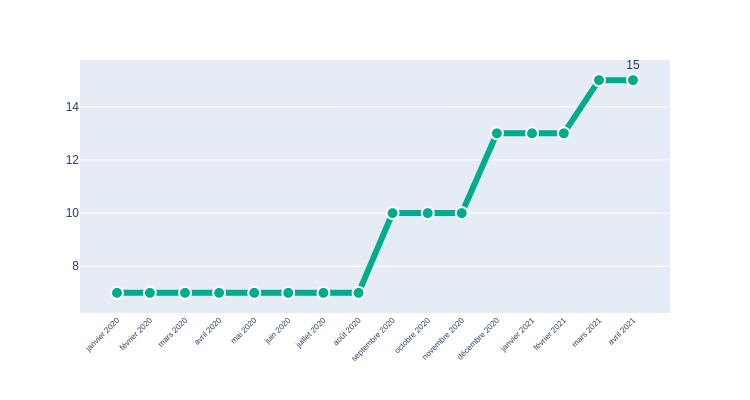 15
14
12
10
8
janvier 2020
février 2020
mars 2020
avril 2020
mai 2020
juin 2020
juillet 2020
août 2020
septembre 2020
octobre 2020
novembre 2020
décembre 2020
janvier 2021
février 2021
mars 2021
avril 2021